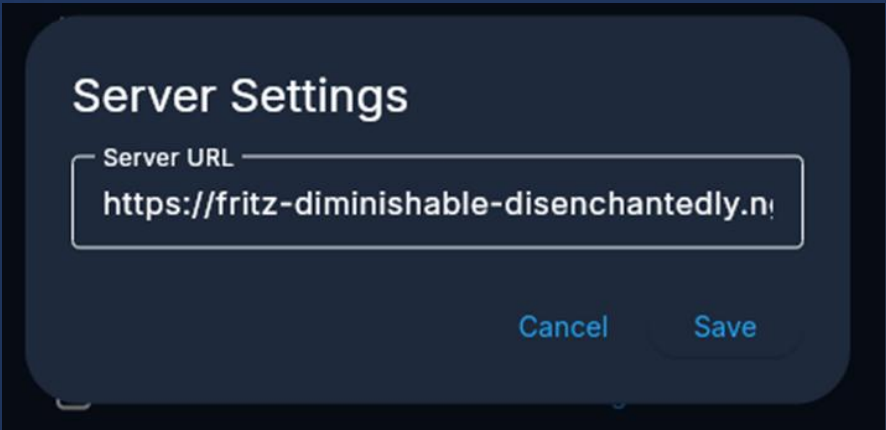 Server Settings
Server URL
https://fritz-diminishable-disenchantedly.n
Cancel
Save